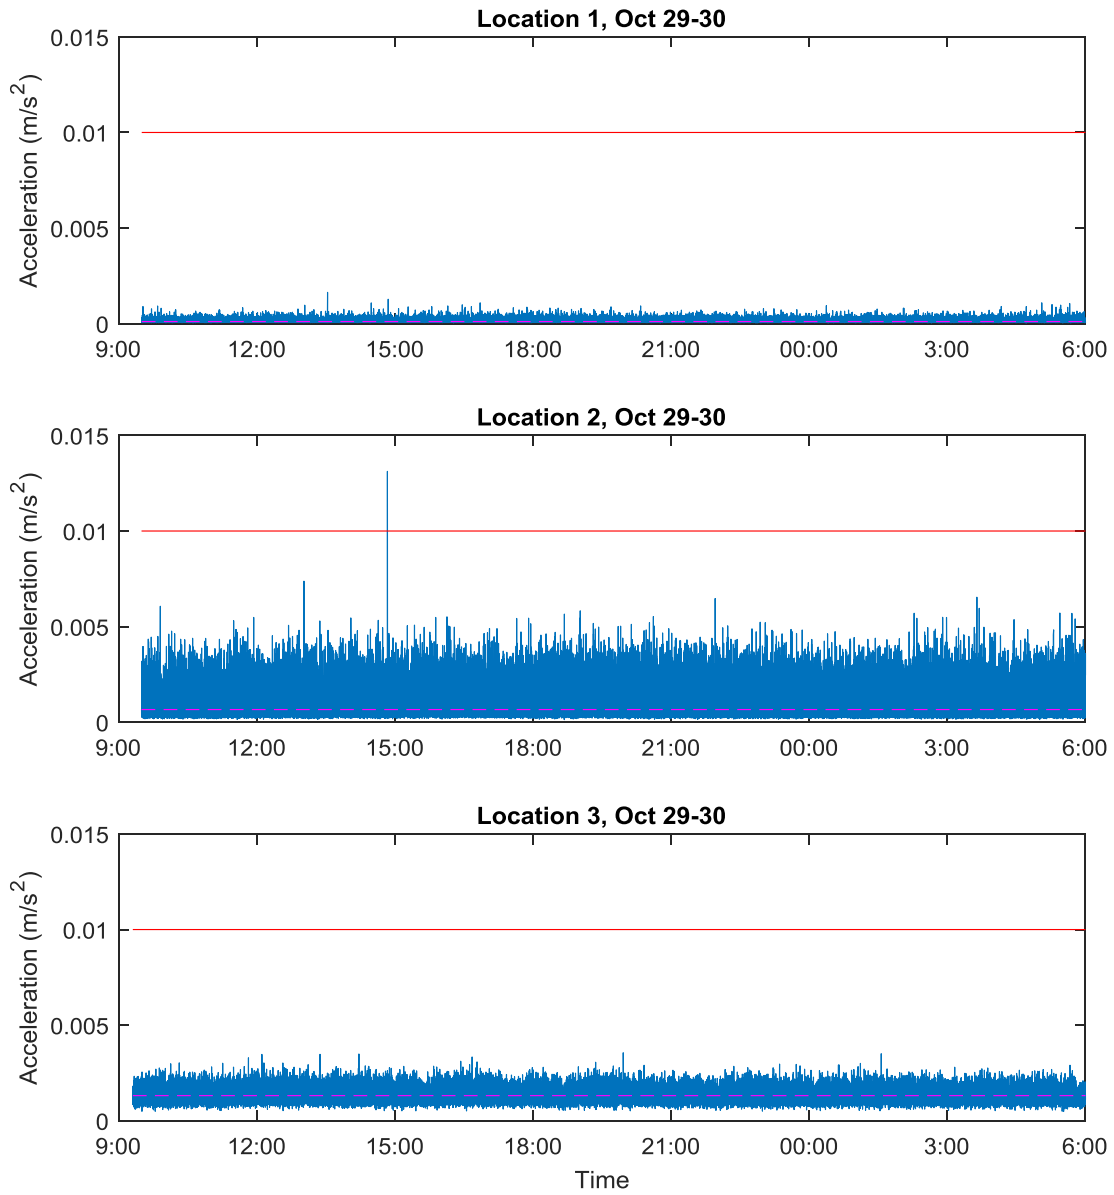 Location 1, Oct 29-30
0.015
0.01
0.005
0
Acceleration (m/s²)
9:00 12:00 15:00 18:00 21:00 00:00 3:00 6:00
Location 2, Oct 29-30
0.015
0.01
0.005
0
Acceleration (m/s²)
9:00 12:00 15:00 18:00 21:00 00:00 3:00 6:00
Location 3, Oct 29-30
0.015
0.01
0.005
0
Acceleration (m/s²)
9:00 12:00 15:00 18:00 21:00 00:00 3:00 6:00
Time